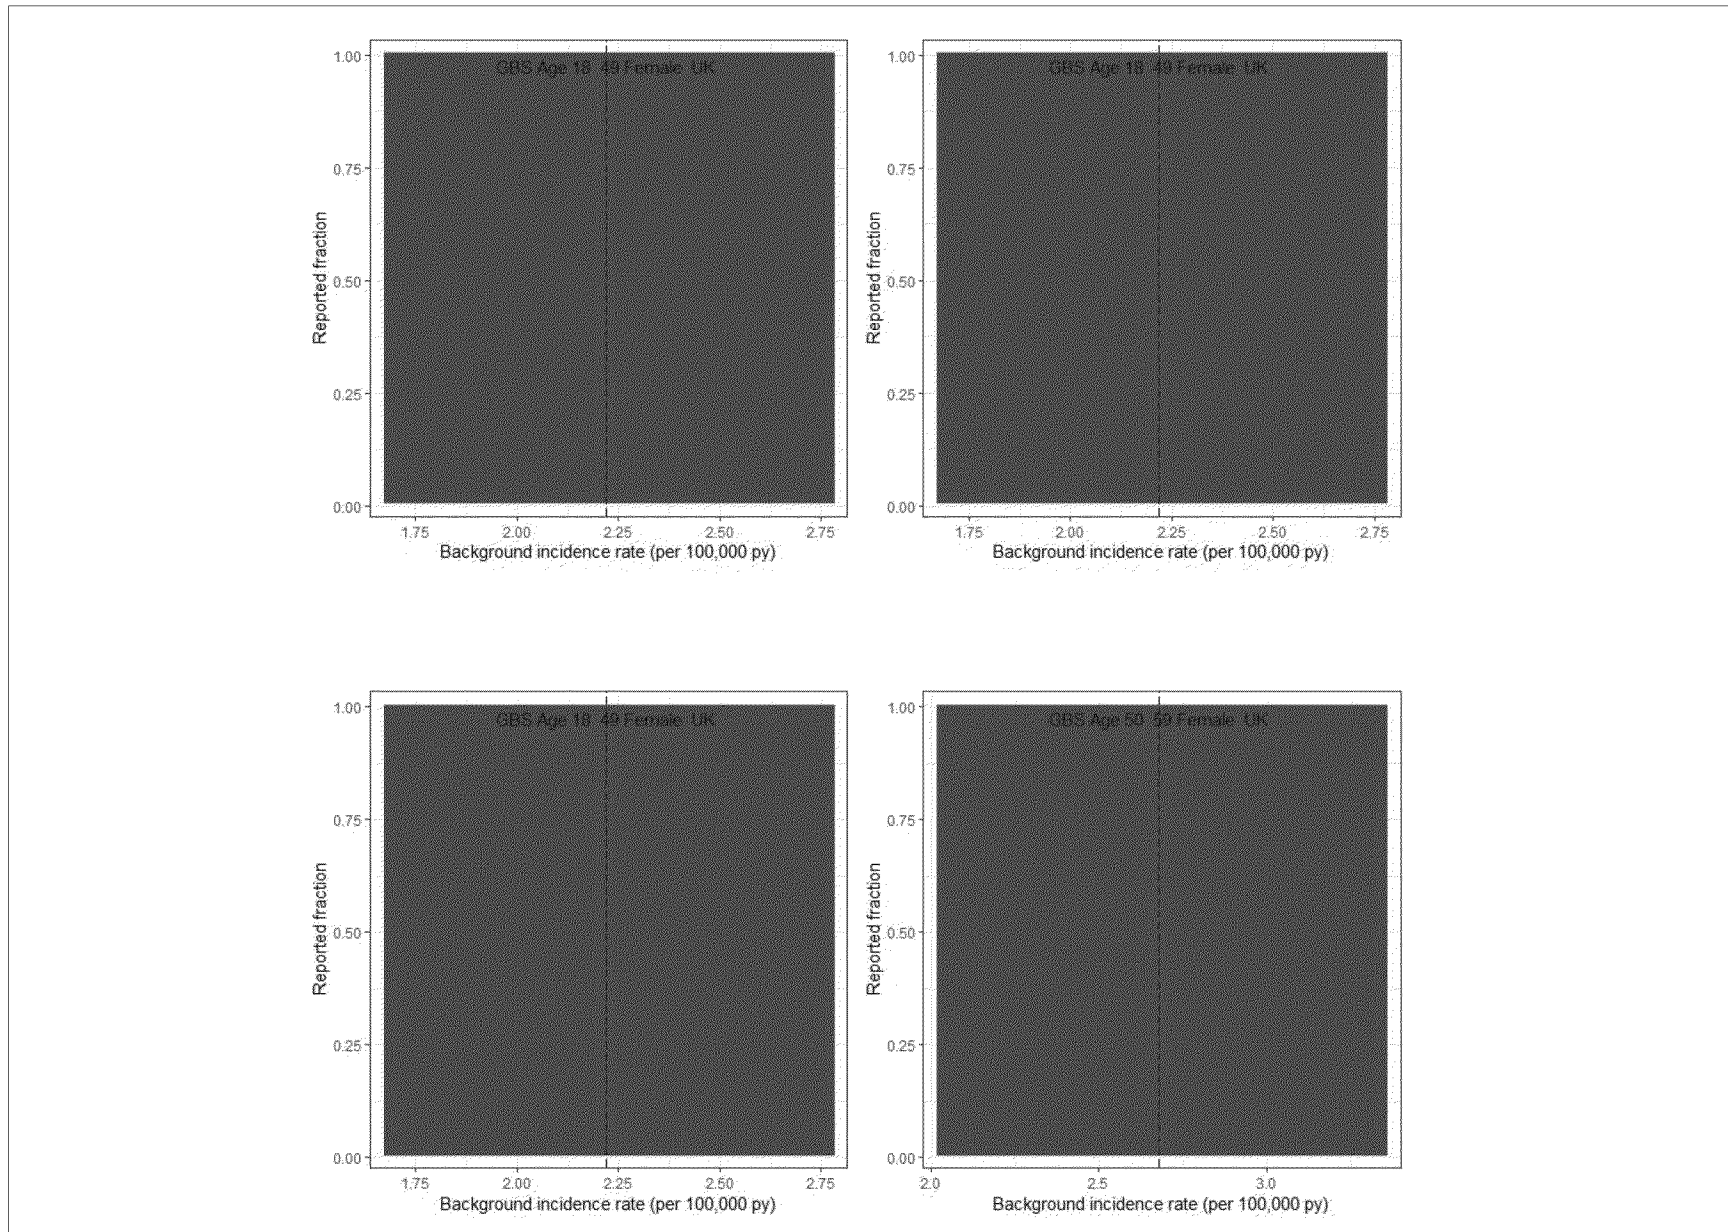 GBS Age 18 49 Female UK
1.00
0.75
0.50
0.25
0.00
Reported fraction
1.75 2.00 2.25 2.50 2.75
Background incidence rate (per 100,000 py)
GBS Age 18 49 Female UK
1.00
0.75
0.50
0.25
0.00
Reported fraction
1.75 2.00 2.25 2.50 2.75
Background incidence rate (per 100,000 py)
GBS Age 18 49 Female UK
1.00
0.75
0.50
0.25
0.00
Reported fraction
1.75 2.00 2.25 2.50 2.75
Background incidence rate (per 100,000 py)
GBS Age 50 59 Female UK
1.00
0.75
0.50
0.25
0.00
Reported fraction
2.0 2.5 3.0
Background incidence rate (per 100,000 py)